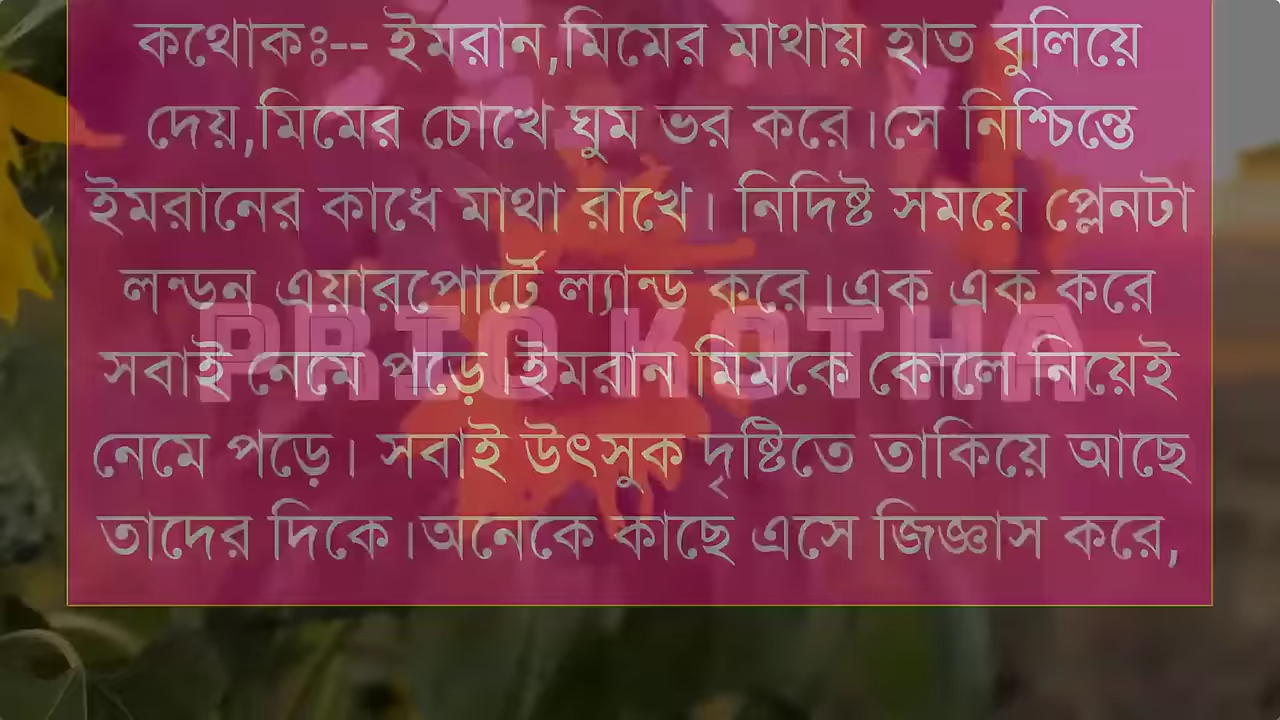 কথোকঃ-- ইমরান,মিমের মাথায় হাত বুলিয়ে
দেয়,মিমের চোখে ঘুম ভর করে।সে নিশ্চিন্তে
ইমরানের কাধে মাথা রাখে। নিদিষ্ট সময়ে প্লেনটা
লন্ডন এয়ারপোর্টে ল্যান্ড করে।এক এক করে
PRIO KOTHA
সবাই নেমে পড়ে।ইমরান মিমকে কোলে নিয়েই
নেমে পড়ে। সবাই উৎসুক দৃষ্টিতে তাকিয়ে আছে
তাদের দিকে।অনেকে কাছে এসে জিজ্ঞাস করে,